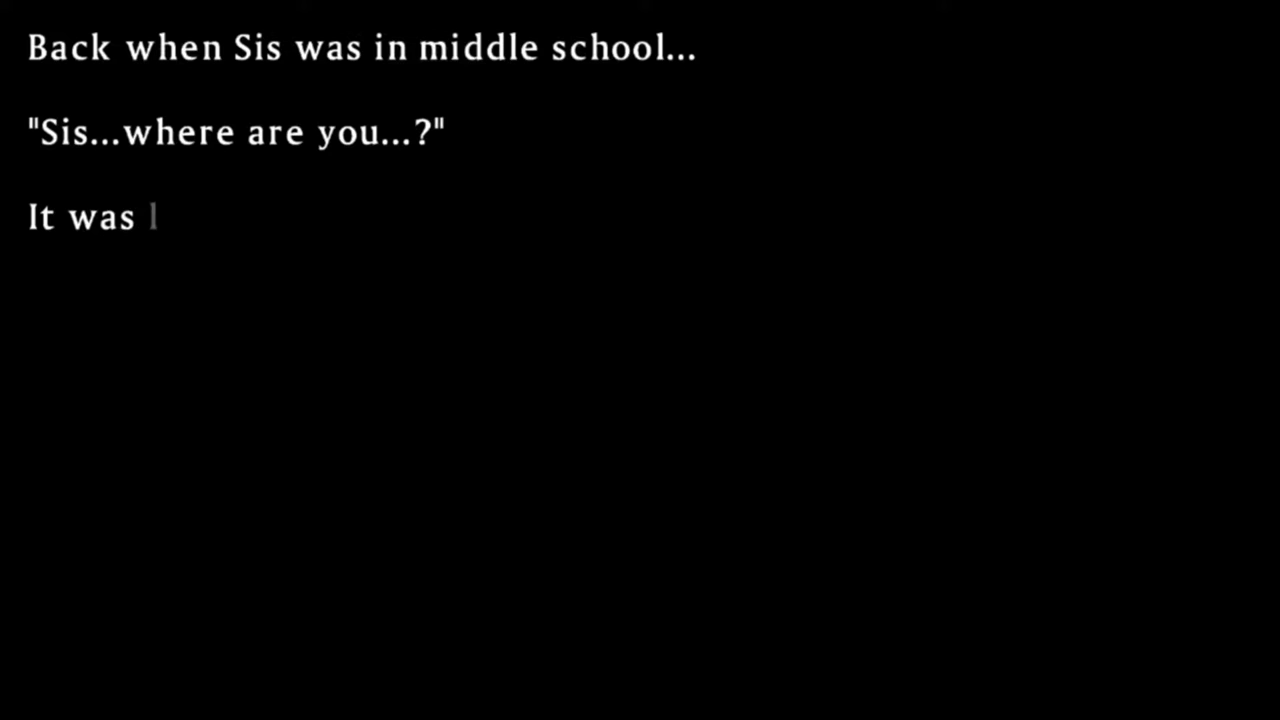 Back when Sis was in middle school...
"Sis...where are you...?"
It was l